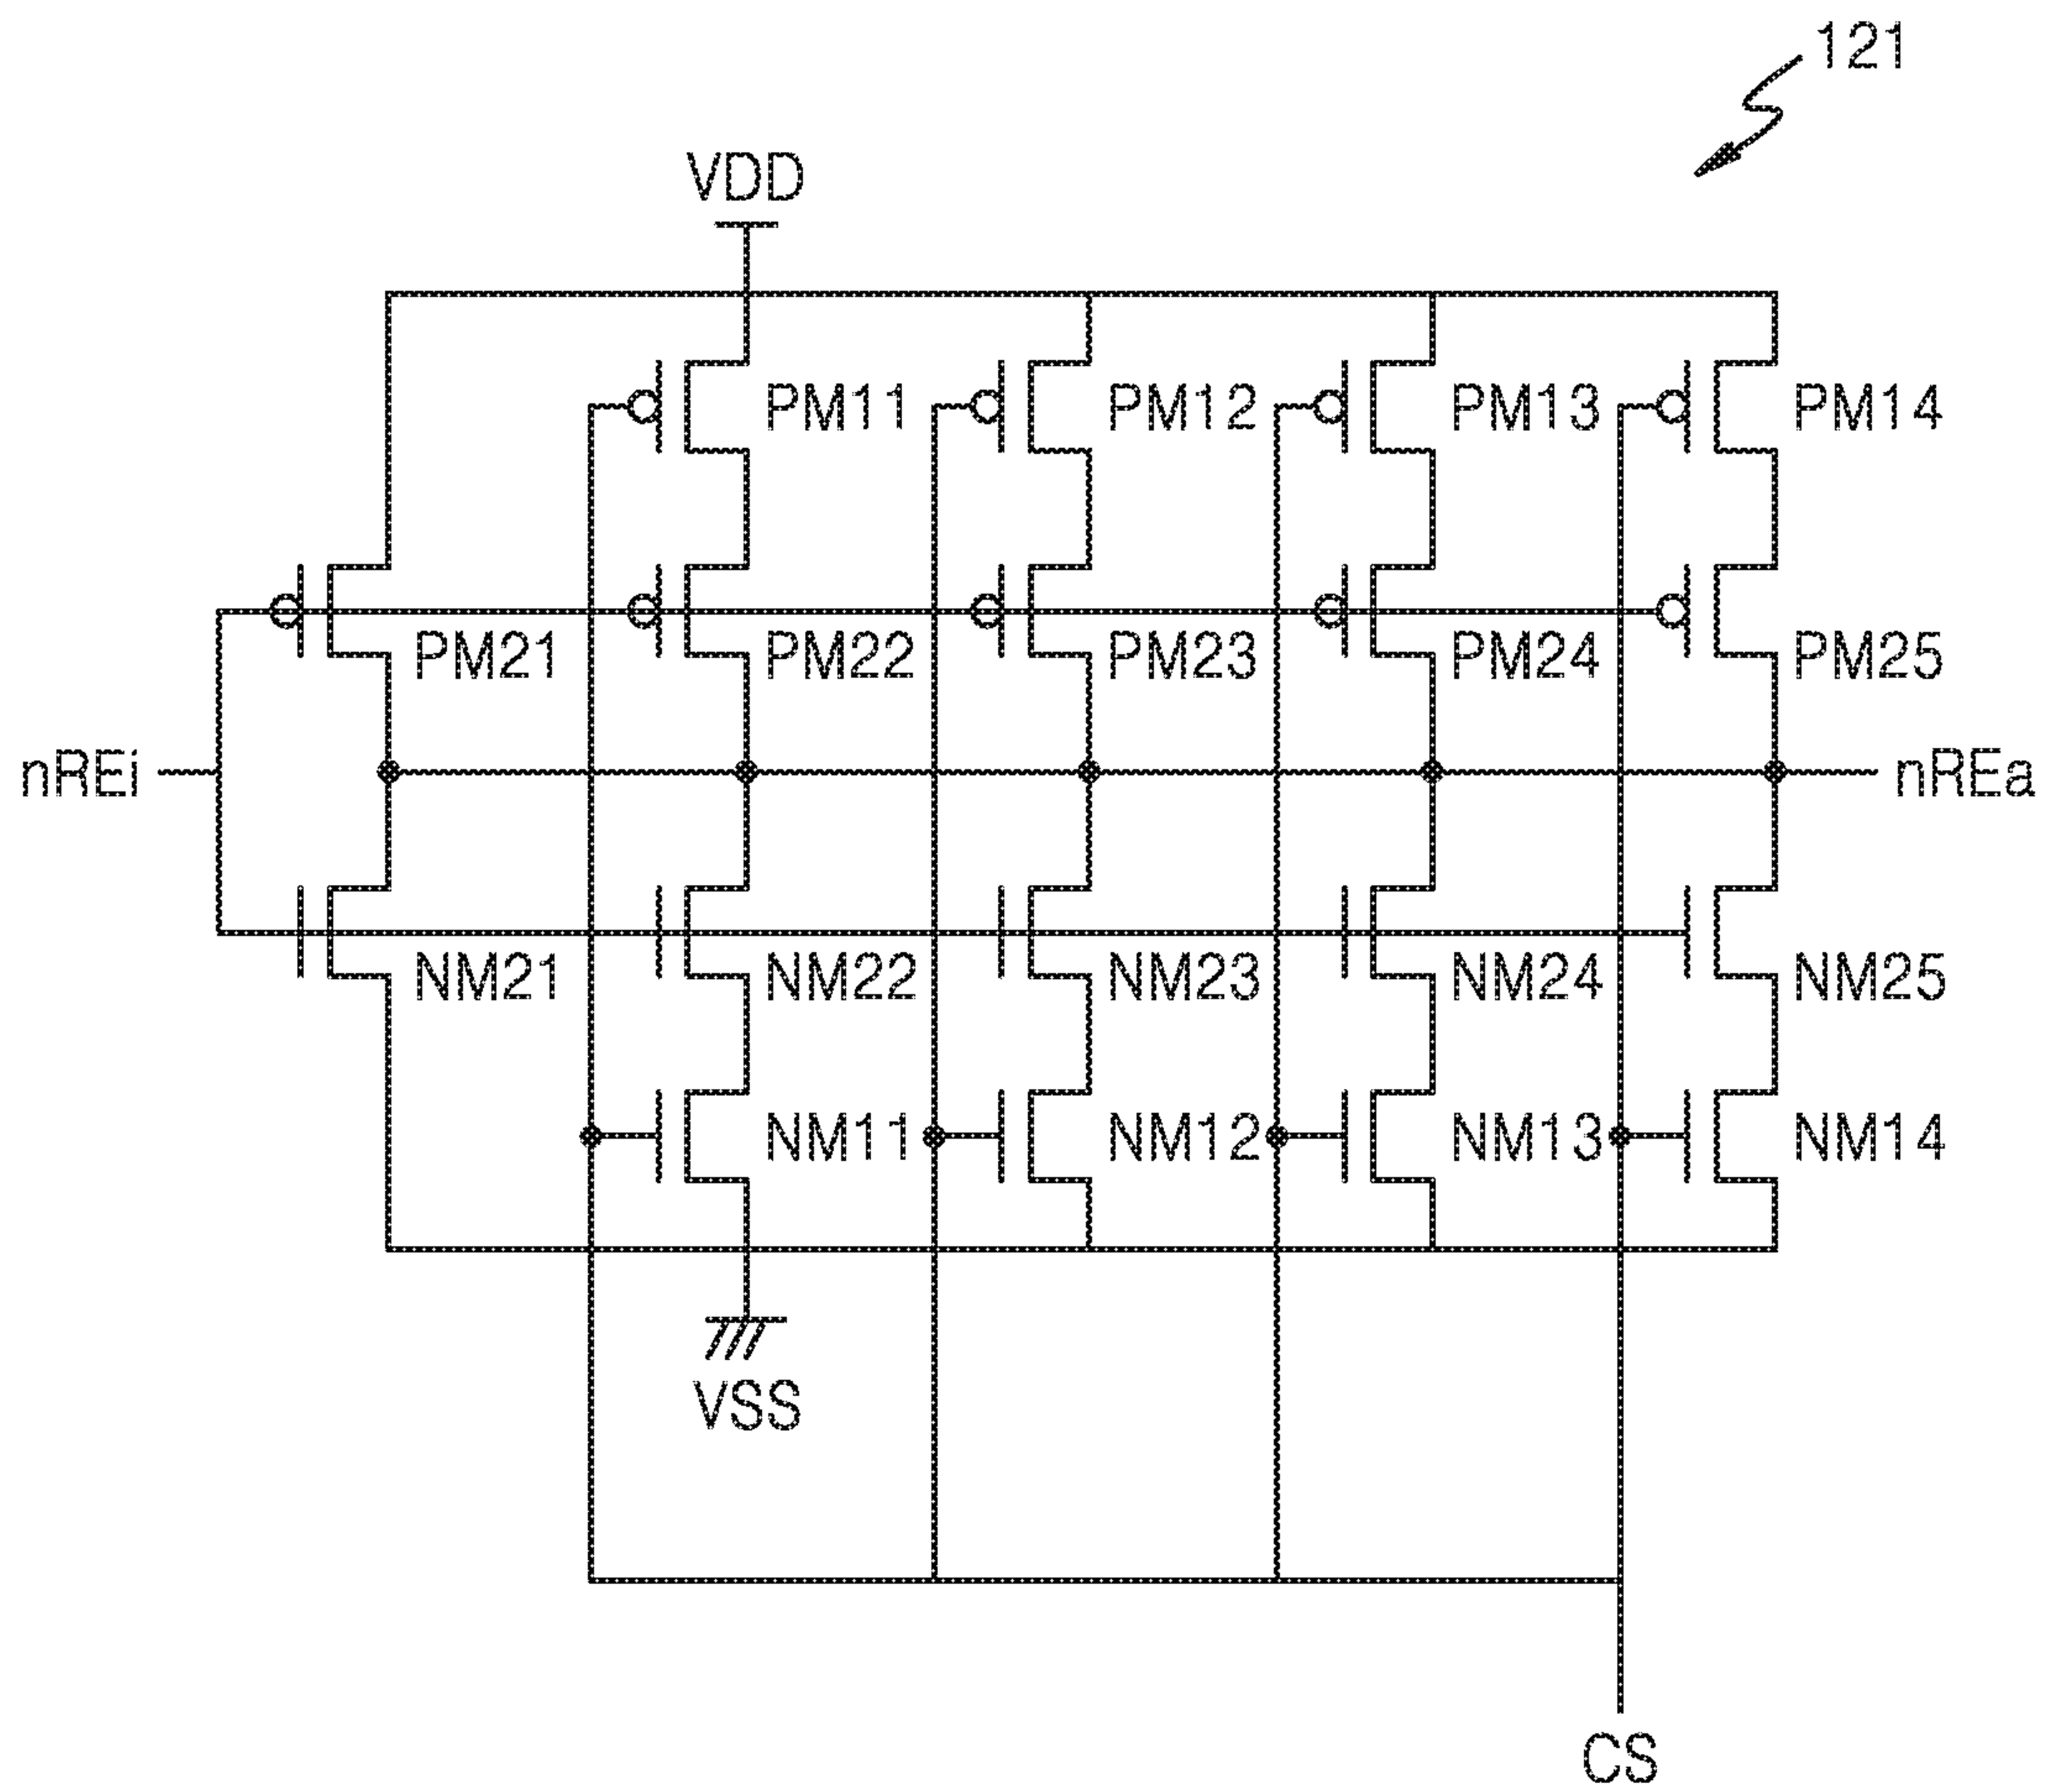 121
VDD
PM11 PM12 PM13 PM14
PM21 PM22 PM23 PM24 PM25
nREi nREa
NM21 NM22 NM23 NM24 NM25
NM11 NM12 NM13 NM14
VSS
CS